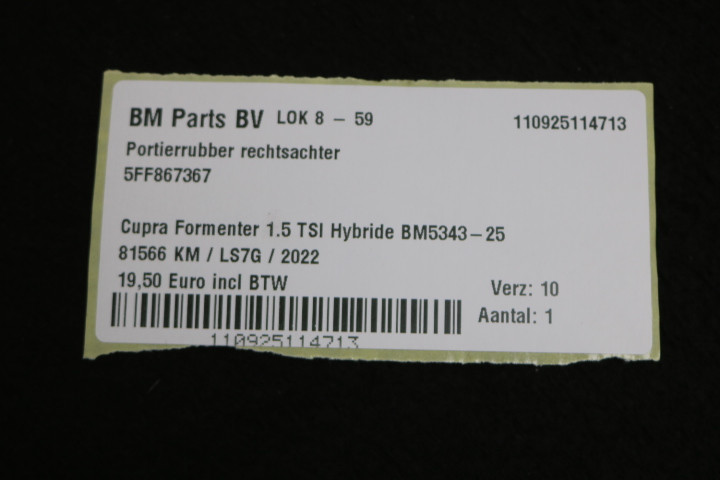 BM Parts BV LOK 8 - 59 110925114713
Portierrubber rechtsachter
5FF867367
Cupra Formenter 1.5 TSI Hybride BM5343-25
81566 KM / LS7G / 2022
19,50 Euro incl BTW
Verz: 10
Aantal: 1
110925114713